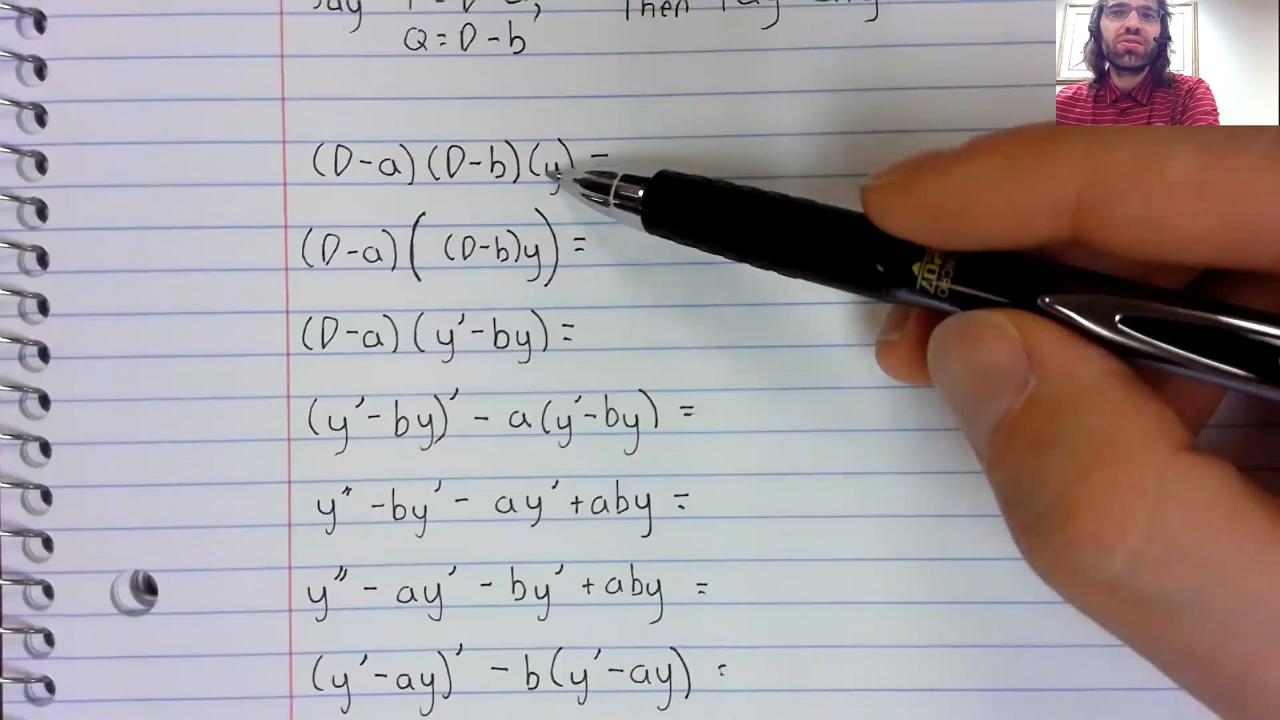 Q = D - b
(D-a)(D-b)(y) =
(D-a)((D-b)y) =
(D-a)(y'-by) =
(y'-by)' - a(y'-by) =
y'' - by' - ay' + aby =
y'' - ay' - by' + aby =
(y'-ay)' - b(y'-ay) =